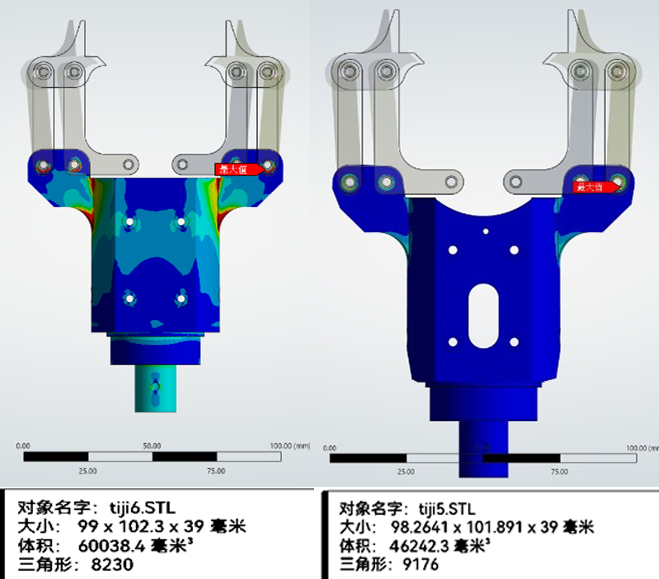 最大值
最大值
0.00 50.00 100.00 (mm)
25.00 75.00
0.00 100.00 (mm)
25.00 75.00
对象名字: tiji6.STL
大小: 99 x 102.3 x 39 毫米
体积: 60038.4 毫米³
三角形: 8230
对象名字: tiji5.STL
大小: 98.2641 x 101.891 x 39 毫米
体积: 46242.3 毫米³
三角形: 9176